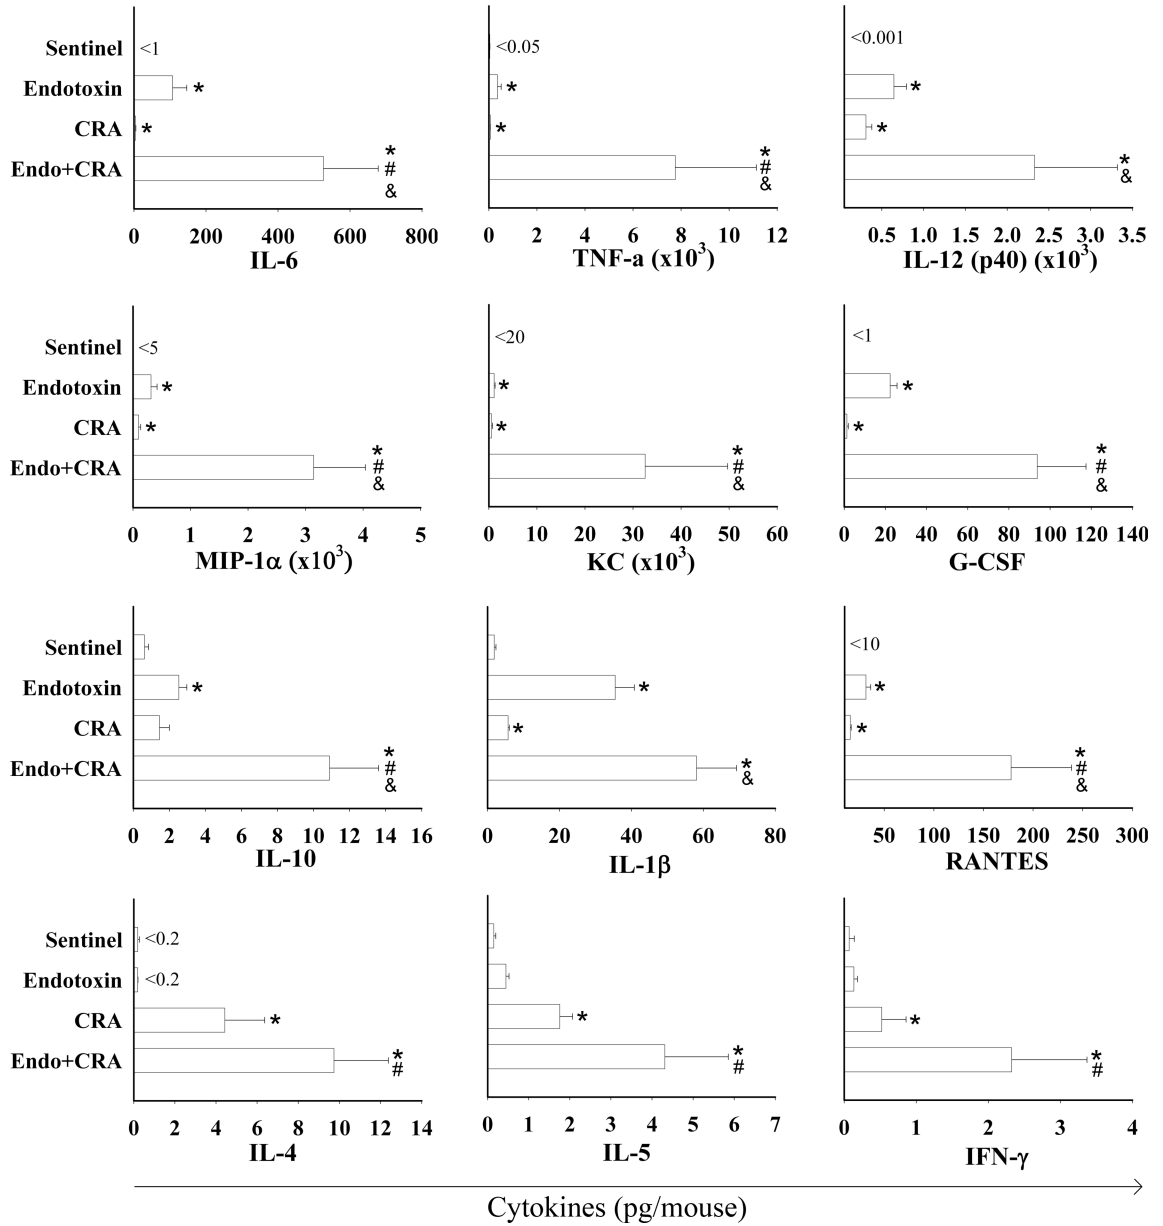 Sentinel <1 <0.05 <0.001
Endotoxin * * *
CRA * * *
Endo+CRA * # & * # & * &
0 200 400 600 800 0 2 4 6 8 10 12 0.5 1.0 1.5 2.0 2.5 3.0 3.5
IL-6 TNF-a (x10³) IL-12 (p40) (x10³)
Sentinel <5 <20 <1
Endotoxin * * *
CRA * * *
Endo+CRA * # & * # & * # &
0 1 2 3 4 5 0 10 20 30 40 50 60 0 20 40 60 80 100 120 140
MIP-1α (x10³) KC (x10³) G-CSF
Sentinel <10
Endotoxin * * *
CRA * *
Endo+CRA * # & * & * # &
0 2 4 6 8 10 12 14 16 0 20 40 60 80 50 100 150 200 250 300
IL-10 IL-1β RANTES
Sentinel <0.2
Endotoxin <0.2
CRA * * *
Endo+CRA * # * # * #
0 2 4 6 8 10 12 14 0 1 2 3 4 5 6 7 0 1 2 3 4
IL-4 IL-5 IFN-γ
Cytokines (pg/mouse)